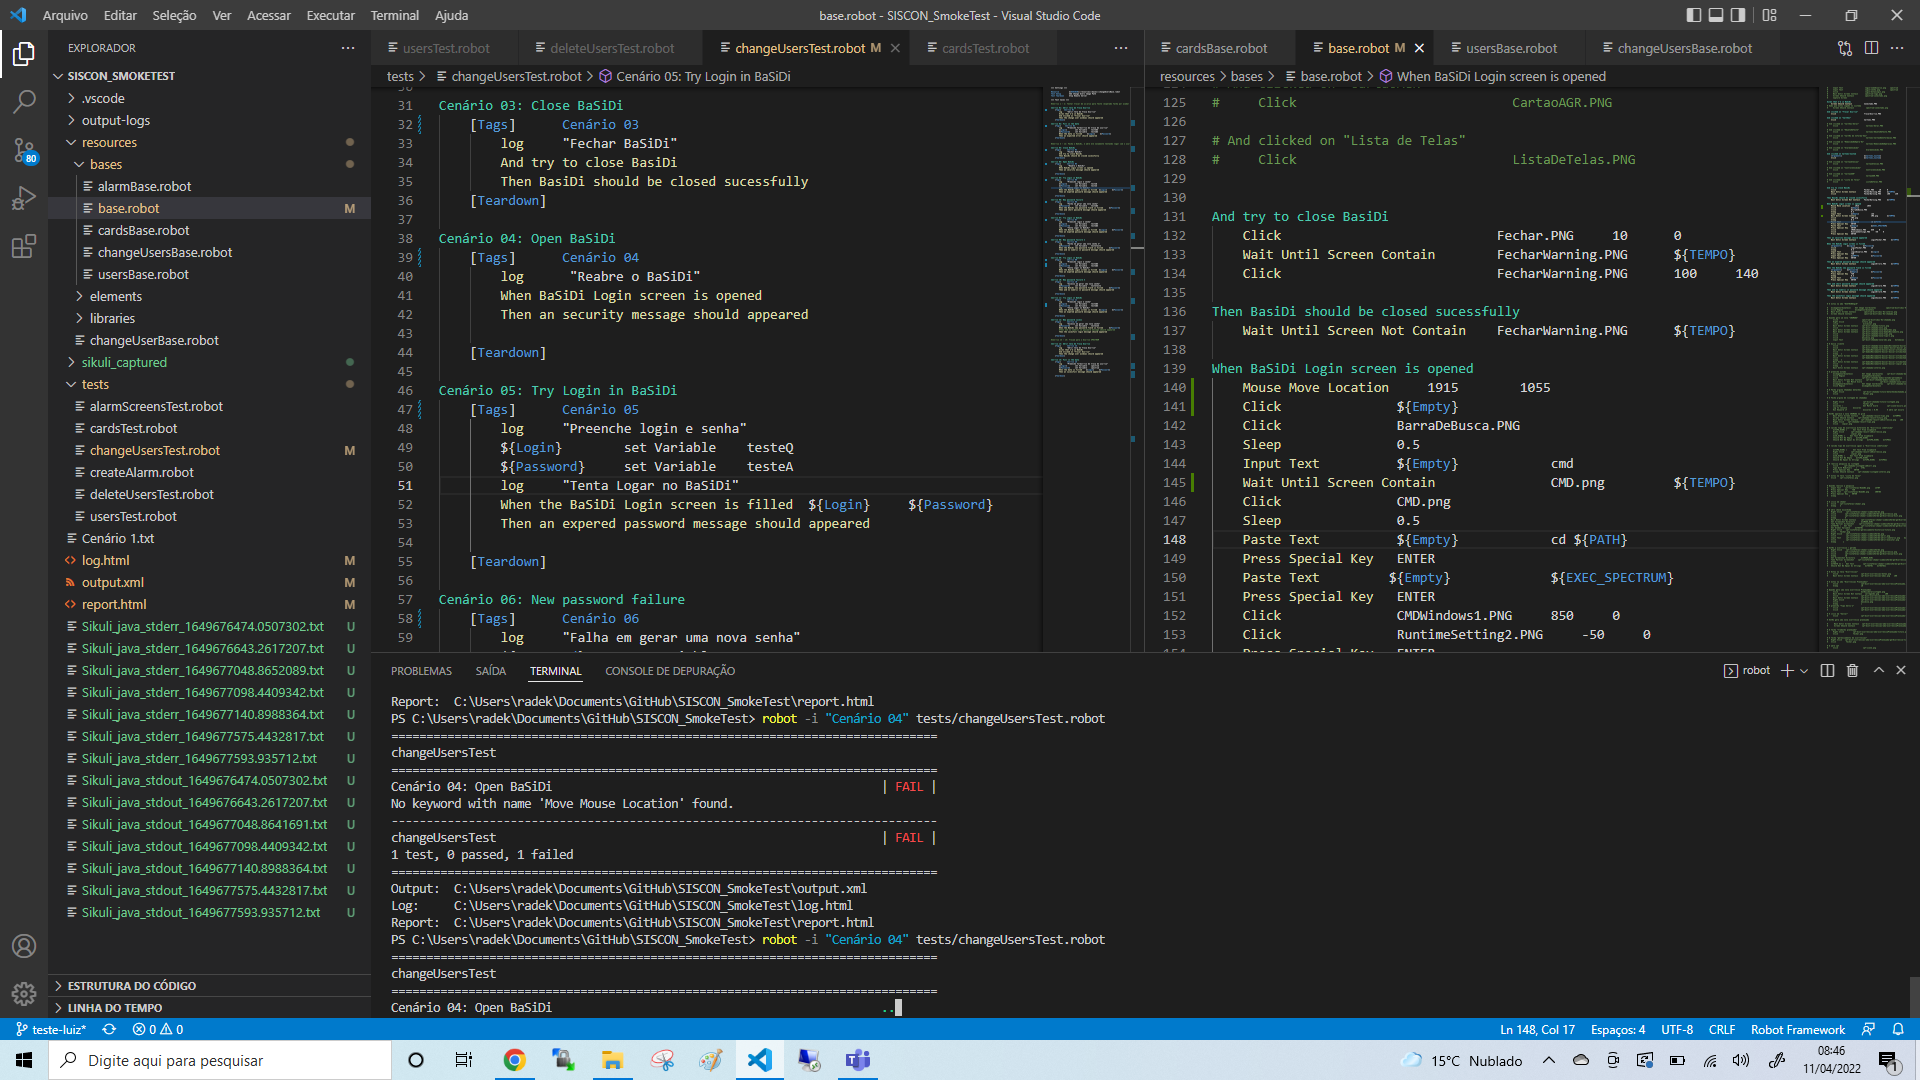 Arquivo Editar Seleção Ver Acessar Executar Terminal Ajuda
base.robot - SISCON_SmokeTest - Visual Studio Code
EXPLORADOR
SISCON_SMOKETEST
.vscode
output-logs
resources
bases
alarmBase.robot
base.robot M
cardsBase.robot
changeUsersBase.robot
usersBase.robot
elements
libraries
changeUserBase.robot
sikuli_captured
tests
alarmScreensTest.robot
cardsTest.robot
changeUsersTest.robot M
createAlarm.robot
deleteUsersTest.robot
usersTest.robot
Cenário 1.txt
log.html M
output.xml M
report.html M
Sikuli_java_stderr_1649676474.0507302.txt U
Sikuli_java_stderr_1649676643.2617207.txt U
Sikuli_java_stderr_1649677048.8652089.txt U
Sikuli_java_stderr_1649677098.4409342.txt U
Sikuli_java_stderr_1649677140.8988364.txt U
Sikuli_java_stderr_1649677575.4432817.txt U
Sikuli_java_stderr_1649677593.935712.txt U
Sikuli_java_stdout_1649676474.0507302.txt U
Sikuli_java_stdout_1649676643.2617207.txt U
Sikuli_java_stdout_1649677048.8641691.txt U
Sikuli_java_stdout_1649677098.4409342.txt U
Sikuli_java_stdout_1649677140.8988364.txt U
Sikuli_java_stdout_1649677575.4432817.txt U
Sikuli_java_stdout_1649677593.935712.txt U
ESTRUTURA DO CÓDIGO
LINHA DO TEMPO
80
usersTest.robot deleteUsersTest.robot changeUsersTest.robot M cardsTest.robot
tests > changeUsersTest.robot > Cenário 05: Try Login in BaSiDi
31 Cenário 03: Close BaSiDi
32 [Tags] Cenário 03
33 log "Fechar BaSiDi"
34 And try to close BasiDi
35 Then BasiDi should be closed sucessfully
36 [Teardown]
37
38 Cenário 04: Open BaSiDi
39 [Tags] Cenário 04
40 log "Reabre o BaSiDi"
41 When BaSiDi Login screen is opened
42 Then an security message should appeared
43
44 [Teardown]
45
46 Cenário 05: Try Login in BaSiDi
47 [Tags] Cenário 05
48 log "Preenche login e senha"
49 ${Login} set Variable testeQ
50 ${Password} set Variable testeA
51 log "Tenta Logar no BaSiDi"
52 When the BaSiDi Login screen is filled ${Login} ${Password}
53 Then an expered password message should appeared
54
55 [Teardown]
56
57 Cenário 06: New password failure
58 [Tags] Cenário 06
59 log "Falha em gerar uma nova senha"
cardsBase.robot base.robot M usersBase.robot changeUsersBase.robot
resources > bases > base.robot > When BaSiDi Login screen is opened
125 # Click CartaoAGR.PNG
126
127 # And clicked on "Lista de Telas"
128 # Click ListaDeTelas.PNG
129
130
131 And try to close BasiDi
132 Click Fechar.PNG 10 0
133 Wait Until Screen Contain FecharWarning.PNG ${TEMPO}
134 Click FecharWarning.PNG 100 140
135
136 Then BasiDi should be closed sucessfully
137 Wait Until Screen Not Contain FecharWarning.PNG ${TEMPO}
138
139 When BaSiDi Login screen is opened
140 Mouse Move Location 1915 1055
141 Click ${Empty}
142 Click BarraDeBusca.PNG
143 Sleep 0.5
144 Input Text ${Empty} cmd
145 Wait Until Screen Contain CMD.png ${TEMPO}
146 Click CMD.png
147 Sleep 0.5
148 Paste Text ${Empty} cd ${PATH}
149 Press Special Key ENTER
150 Paste Text ${Empty} ${EXEC_SPECTRUM}
151 Press Special Key ENTER
152 Click CMDWindows1.PNG 850 0
153 Click RuntimeSetting2.PNG -50 0
PROBLEMAS SAÍDA TERMINAL CONSOLE DE DEPURAÇÃO
robot
Report: C:\Users\radek\Documents\GitHub\SISCON_SmokeTest\report.html
PS C:\Users\radek\Documents\GitHub\SISCON_SmokeTest> robot -i "Cenário 04" tests/changeUsersTest.robot
==============================================================================
changeUsersTest
==============================================================================
Cenário 04: Open BaSiDi | FAIL |
No keyword with name 'Move Mouse Location' found.
------------------------------------------------------------------------------
changeUsersTest | FAIL |
1 test, 0 passed, 1 failed
==============================================================================
Output: C:\Users\radek\Documents\GitHub\SISCON_SmokeTest\output.xml
Log: C:\Users\radek\Documents\GitHub\SISCON_SmokeTest\log.html
Report: C:\Users\radek\Documents\GitHub\SISCON_SmokeTest\report.html
PS C:\Users\radek\Documents\GitHub\SISCON_SmokeTest> robot -i "Cenário 04" tests/changeUsersTest.robot
==============================================================================
changeUsersTest
==============================================================================
Cenário 04: Open BaSiDi ..
teste-luiz* 0 0 Ln 148, Col 17 Espaços: 4 UTF-8 CRLF Robot Framework
Digite aqui para pesquisar
15°C Nublado
08:46
11/04/2022
1